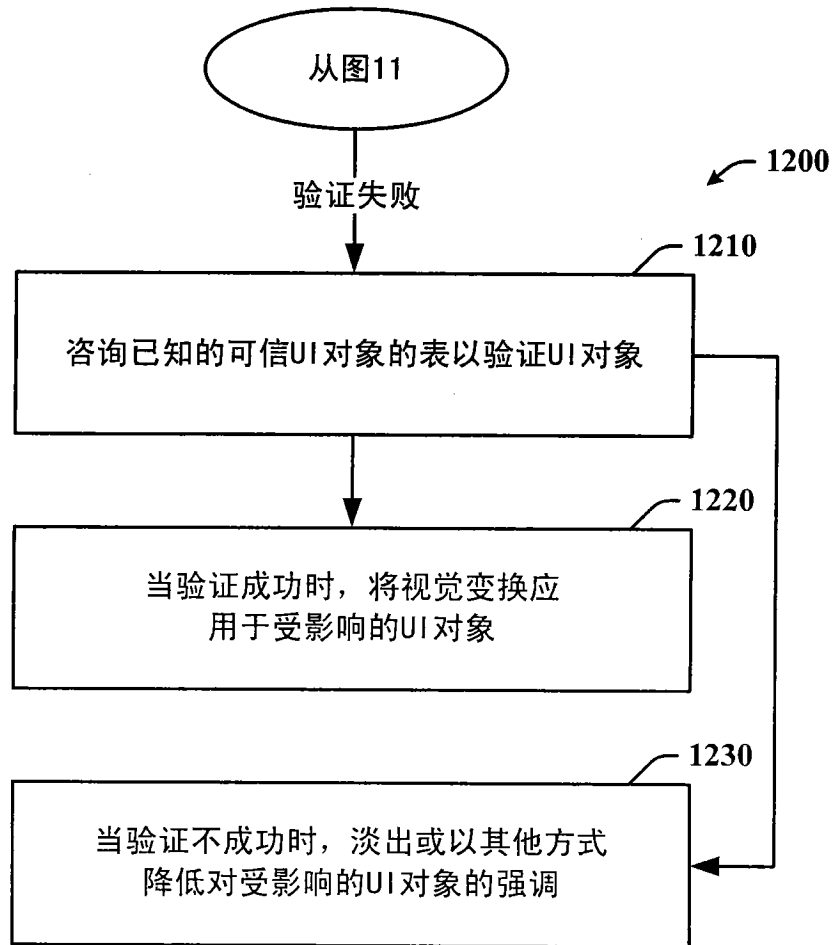 从图11
验证失败
1200
1210
咨询已知的可信UI对象的表以验证UI对象
1220
当验证成功时，将视觉变换应
用于受影响的UI对象
1230
当验证不成功时，淡出或以其他方式
降低对受影响的UI对象的强调